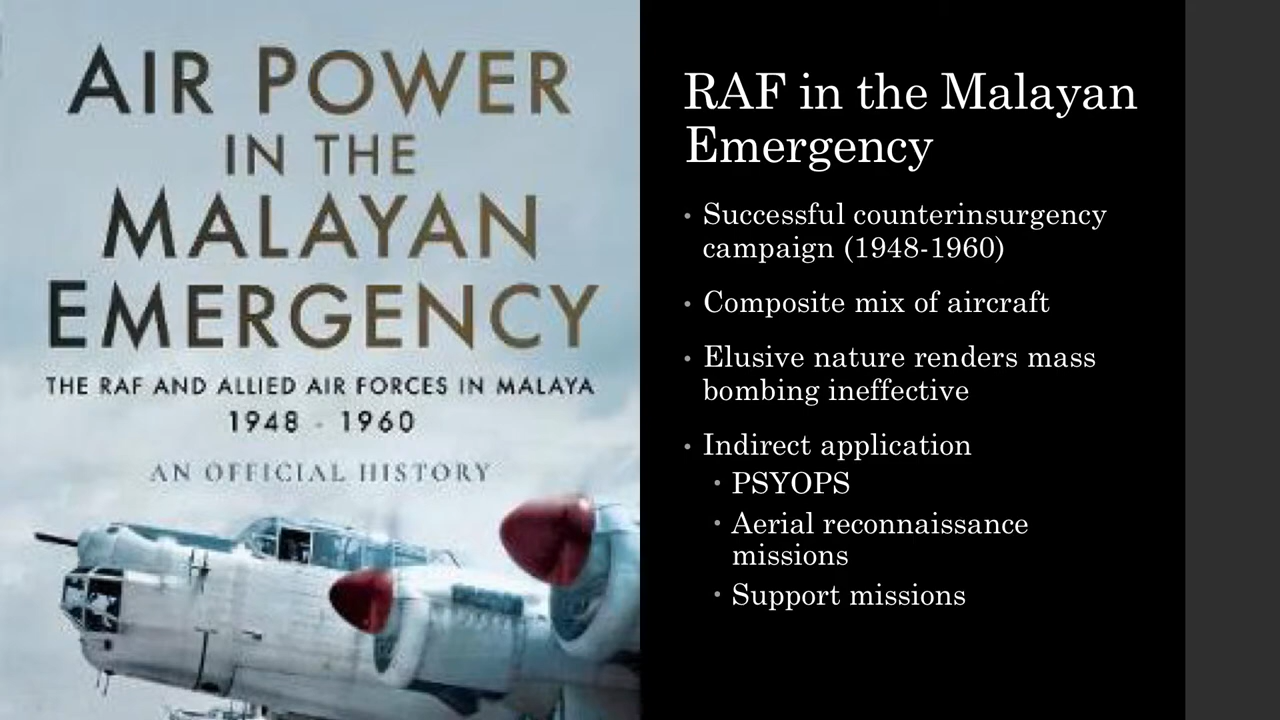 AIR POWER
IN THE
MALAYAN
EMERGENCY
THE RAF AND ALLIED AIR FORCES IN MALAYA
1948 - 1960
AN OFFICIAL HISTORY
RAF in the Malayan
Emergency
• Successful counterinsurgency
campaign (1948-1960)
• Composite mix of aircraft
• Elusive nature renders mass
bombing ineffective
• Indirect application
• PSYOPS
• Aerial reconnaissance
missions
• Support missions